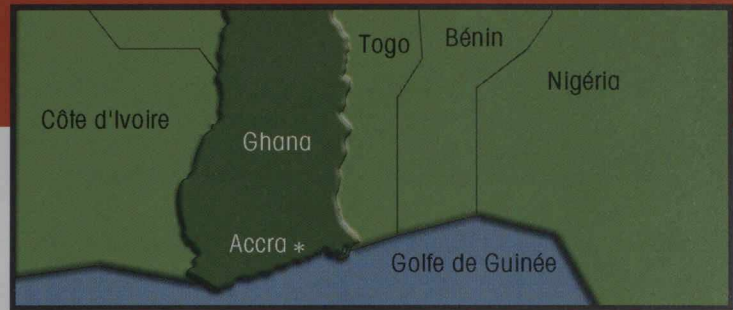 Togo
Bénin
Nigéria
Côte d'Ivoire
Ghana
Accra *
Golfe de Guinée